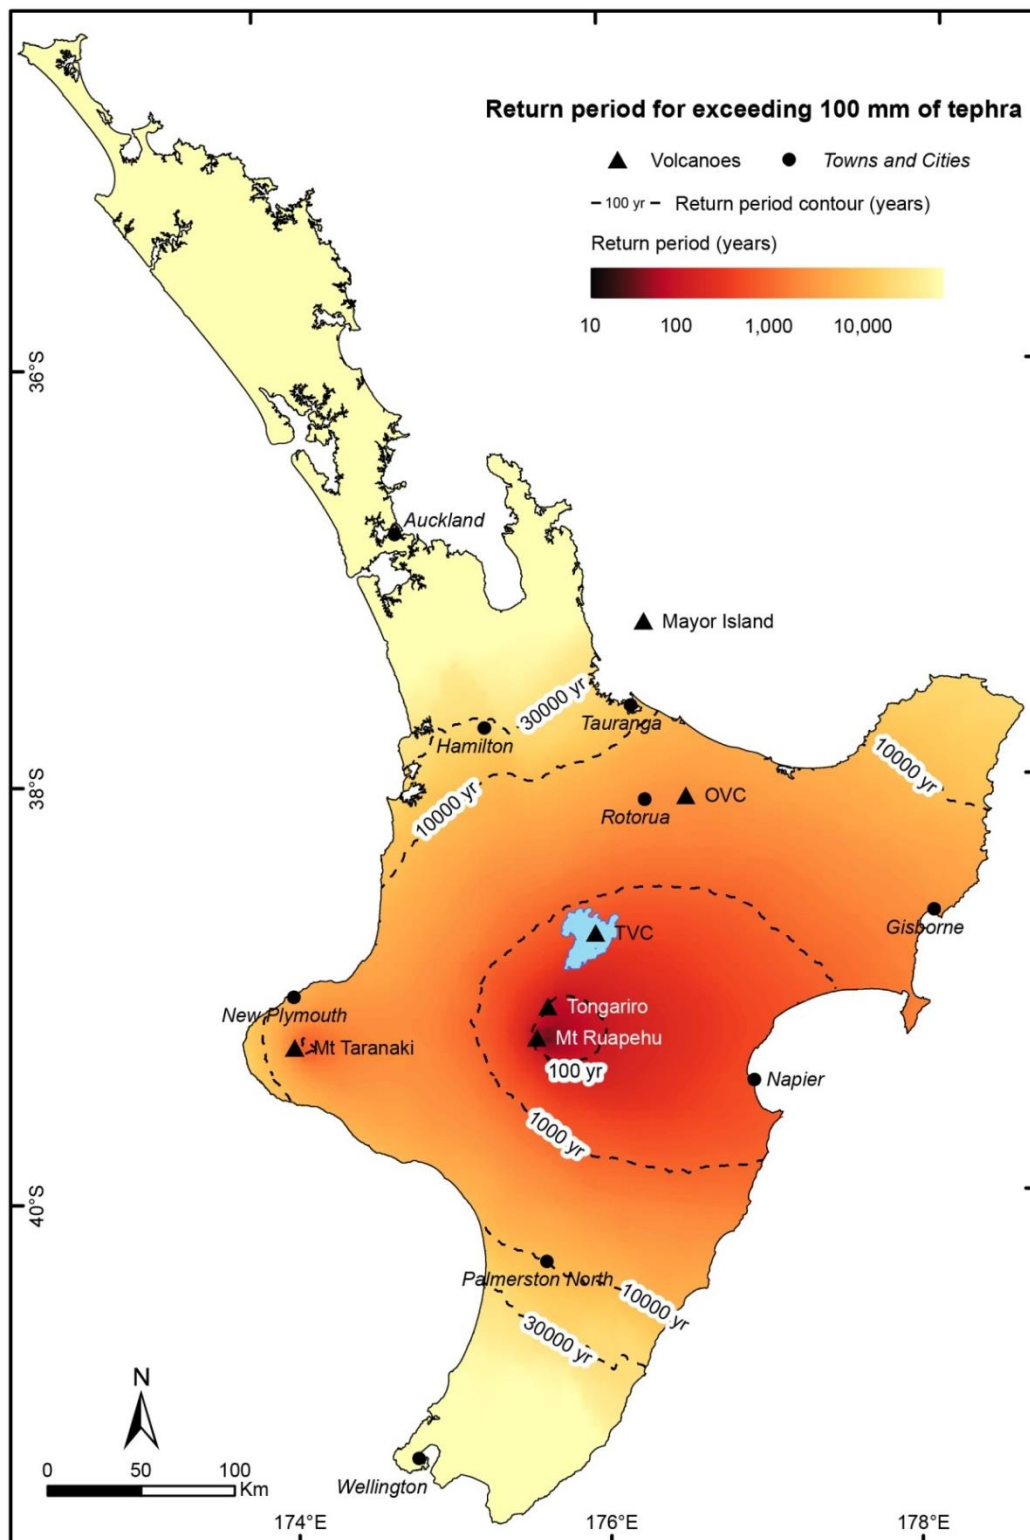 Return period for exceeding 100 mm of tephra
Volcanoes
Towns and Cities
100 yr
Return period contour (years)
Return period (years)
10 100 1,000 10,000
36°S
Auckland
Mayor Island
30000 yr
Tauranga
Hamilton
10000 yr
10000 yr
38°S
OVC
Rotorua
TVC
Gisborne
New Plymouth
Tongariro
Mt Taranaki
Mt Ruapehu
100 yr
Napier
1000 yr
40°S
Palmerston North
10000 yr
30000 yr
N
0 50 100
Km
Wellington
174°E 176°E 178°E